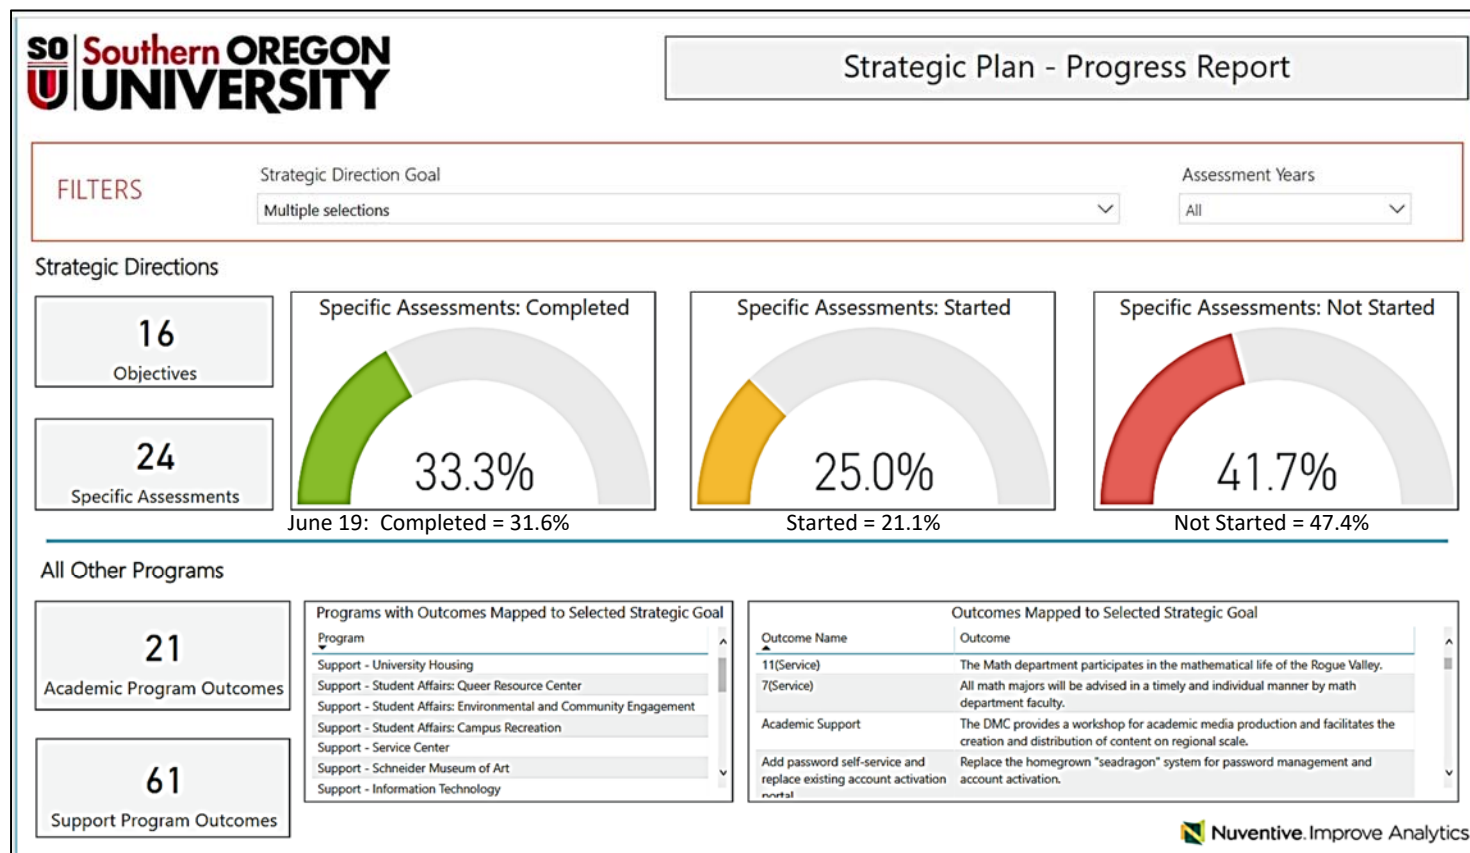 SO Southern OREGON
U UNIVERSITY
Strategic Plan - Progress Report
FILTERS
Strategic Direction Goal
Multiple selections
Assessment Years
All
Strategic Directions
16
Objectives
24
Specific Assessments
Specific Assessments: Completed
33.3%
June 19:  Completed = 31.6%
Specific Assessments: Started
25.0%
Started = 21.1%
Specific Assessments: Not Started
41.7%
Not Started = 47.4%
All Other Programs
21
Academic Program Outcomes
61
Support Program Outcomes
Programs with Outcomes Mapped to Selected Strategic Goal
Program
Support - University Housing
Support - Student Affairs: Queer Resource Center
Support - Student Affairs: Environmental and Community Engagement
Support - Student Affairs: Campus Recreation
Support - Service Center
Support - Schneider Museum of Art
Support - Information Technology
Outcomes Mapped to Selected Strategic Goal
Outcome Name Outcome
11(Service) The Math department participates in the mathematical life of the Rogue Valley.
7(Service) All math majors will be advised in a timely and individual manner by math
department faculty.
Academic Support The DMC provides a workshop for academic media production and facilitates the
creation and distribution of content on regional scale.
Add password self-service and Replace the homegrown "seadragon" system for password management and
replace existing account activation account activation.
portal
Nuventive. Improve Analytics